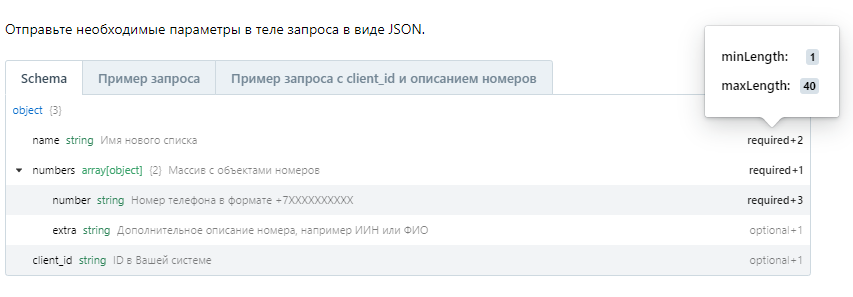 Отправьте необходимые параметры в теле запроса в виде JSON.
minLength: 1
maxLength: 40
Schema Пример запроса Пример запроса с client_id и описанием номеров
object {3}
name string Имя нового списка required+2
numbers array[object] {2} Массив с объектами номеров required+1
number string Номер телефона в формате +7XXXXXXXXXX required+3
extra string Дополнительное описание номера, например ИИН или ФИО optional+1
client_id string ID в Вашей системе optional+1